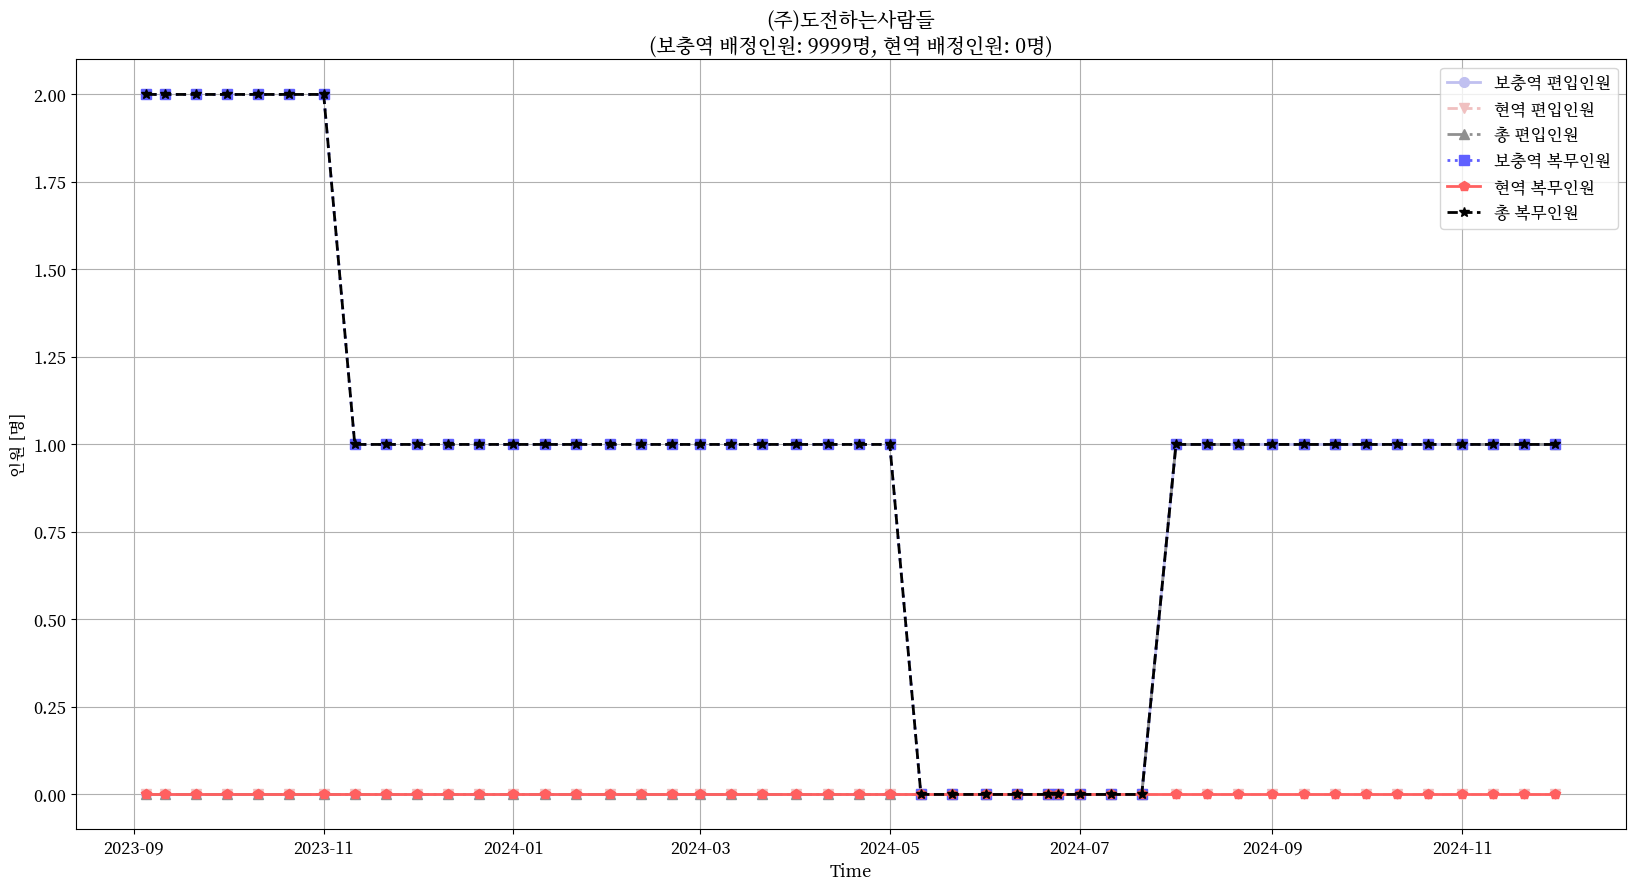 (주)도전하는사람들
(보충역 배정인원: 9999명, 현역 배정인원: 0명)
보충역 편입인원
현역 편입인원
총 편입인원
보충역 복무인원
현역 복무인원
총 복무인원
인원 [명]
2.00
1.75
1.50
1.25
1.00
0.75
0.50
0.25
0.00
2023-09
2023-11
2024-01
2024-03
2024-05
2024-07
2024-09
2024-11
Time